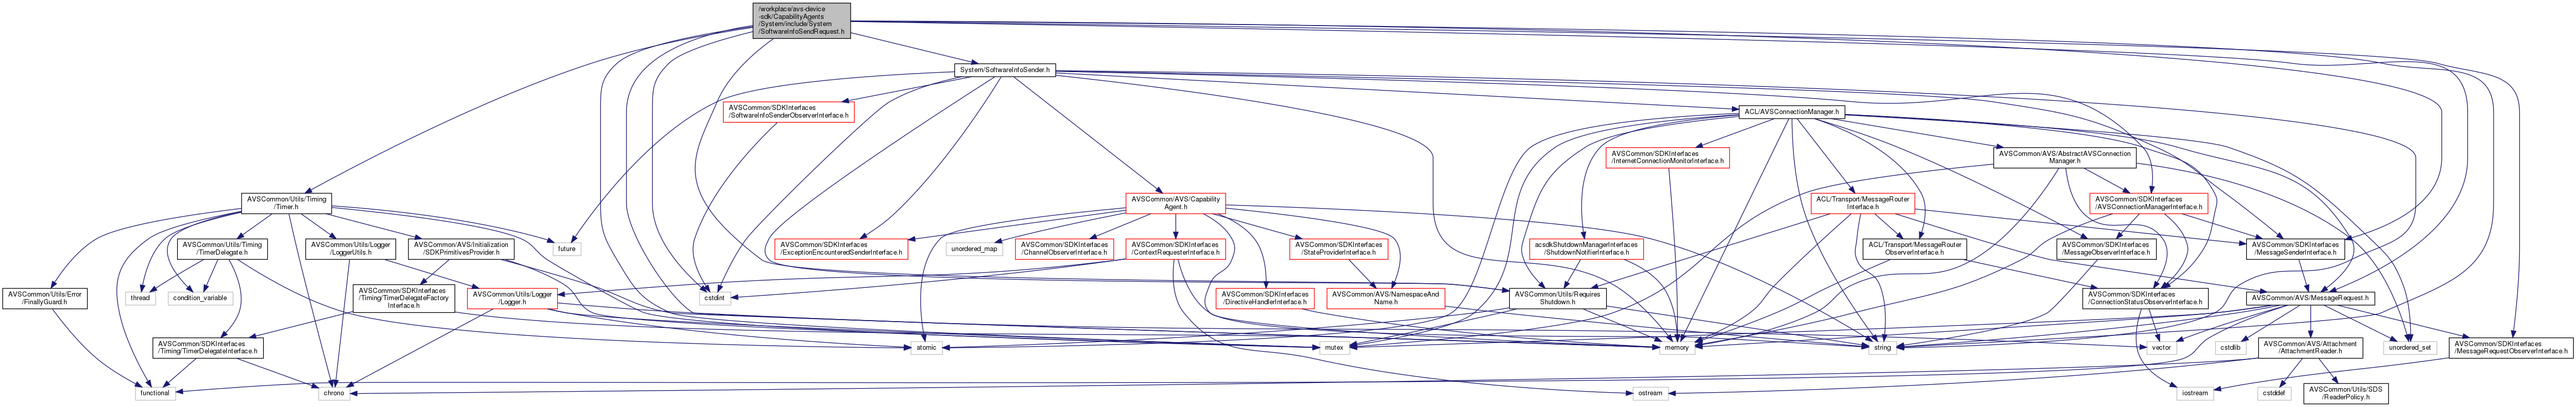 /workplace/avs-device
-sdk/CapabilityAgents
/System/include/System
/SoftwareInfoSendRequest.h
System/SoftwareInfoSender.h
AVSCommon/SDKInterfaces
/SoftwareInfoSenderObserverInterface.h
ACL/AVSConnectionManager.h
AVSCommon/SDKInterfaces
/InternetConnectionMonitorInterface.h
AVSCommon/AVS/AbstractAVSConnection
Manager.h
AVSCommon/Utils/Timing
/Timer.h
AVSCommon/AVS/Capability
Agent.h
ACL/Transport/MessageRouter
Interface.h
AVSCommon/SDKInterfaces
/AVSConnectionManagerInterface.h
AVSCommon/Utils/Timing
/TimerDelegate.h
AVSCommon/Utils/Logger
/LoggerUtils.h
AVSCommon/AVS/Initialization
/SDKPrimitivesProvider.h
future
AVSCommon/SDKInterfaces
/ExceptionEncounteredSenderInterface.h
unordered_map
AVSCommon/SDKInterfaces
/ChannelObserverInterface.h
AVSCommon/SDKInterfaces
/ContextRequesterInterface.h
AVSCommon/SDKInterfaces
/StateProviderInterface.h
acsdkShutdownManagerInterfaces
/ShutdownNotifierInterface.h
ACL/Transport/MessageRouter
ObserverInterface.h
AVSCommon/SDKInterfaces
/MessageObserverInterface.h
AVSCommon/SDKInterfaces
/MessageSenderInterface.h
AVSCommon/Utils/Error
/FinallyGuard.h
thread
condition_variable
AVSCommon/SDKInterfaces
/Timing/TimerDelegateFactory
Interface.h
AVSCommon/Utils/Logger
/Logger.h
cstdint
AVSCommon/SDKInterfaces
/DirectiveHandlerInterface.h
AVSCommon/AVS/NamespaceAnd
Name.h
AVSCommon/Utils/Requires
Shutdown.h
AVSCommon/SDKInterfaces
/ConnectionStatusObserverInterface.h
AVSCommon/AVS/MessageRequest.h
AVSCommon/SDKInterfaces
/Timing/TimerDelegateInterface.h
atomic
mutex
memory
string
vector
cstdlib
AVSCommon/AVS/Attachment
/AttachmentReader.h
unordered_set
AVSCommon/SDKInterfaces
/MessageRequestObserverInterface.h
functional
chrono
ostream
iostream
cstddef
AVSCommon/Utils/SDS
/ReaderPolicy.h